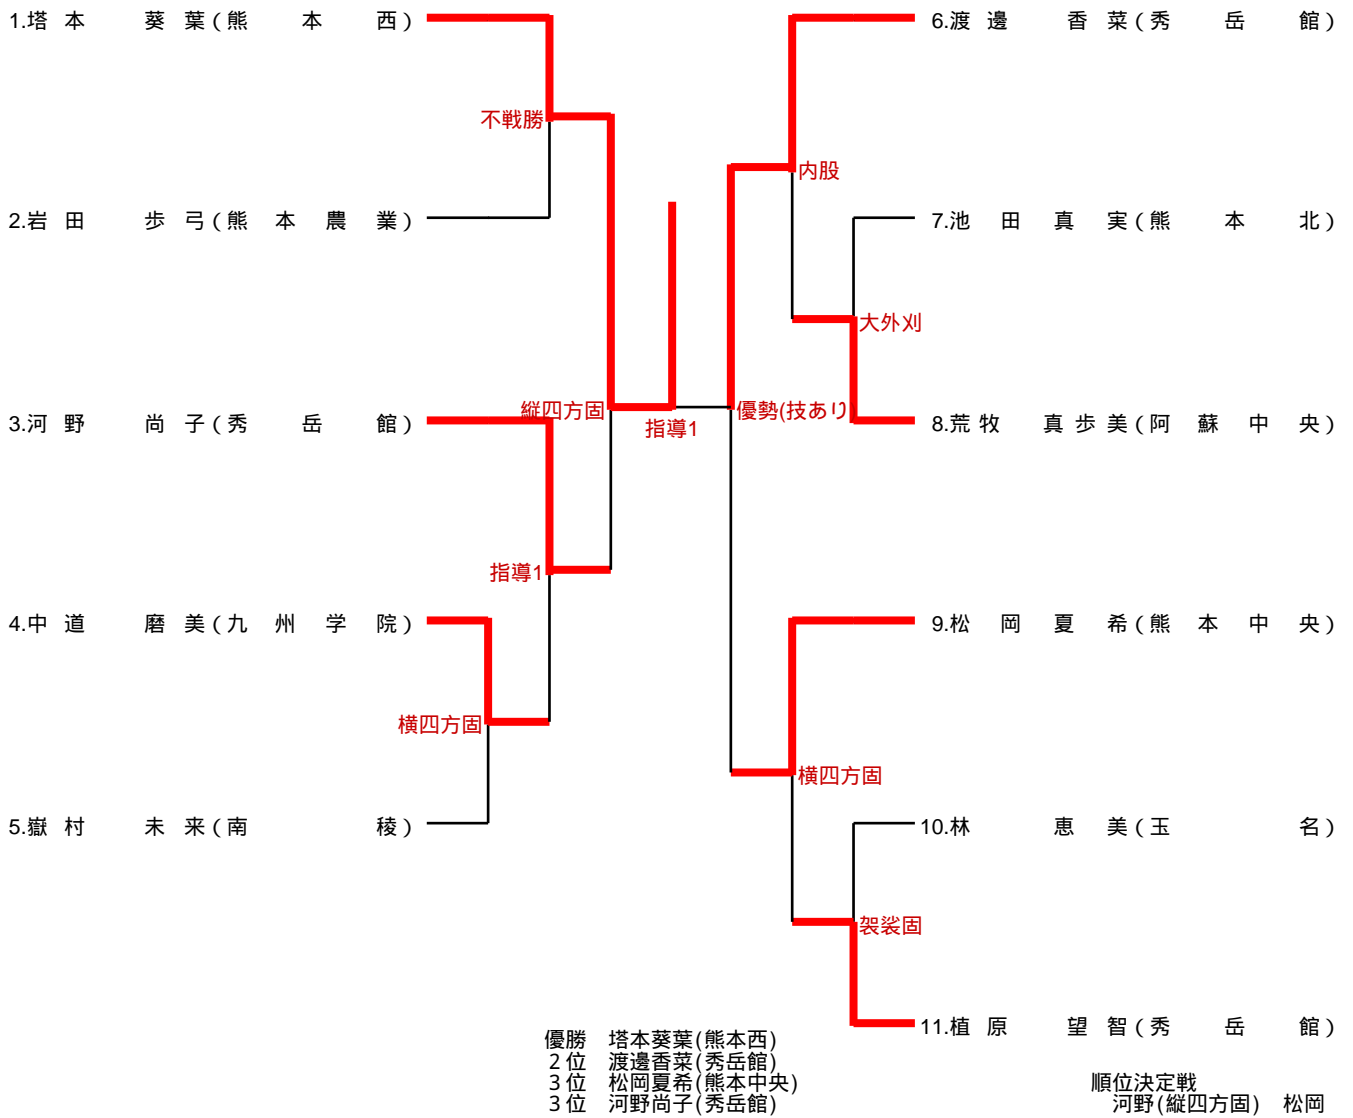 1.塔本 葵葉(熊本西)
2.岩田 歩弓(熊本農業)
3.河野 尚子(秀岳館)
4.中道 磨美(九州学院)
5.嶽村 未来(南稜)
不戦勝
縦四方固
指導1
横四方固
指導1
6.渡邊 香菜(秀岳館)
7.池田真実(熊本北)
8.荒牧 真歩美(阿蘇中央)
9.松岡夏希(熊本中央)
10.林 恵美(玉名)
11.植原 望智(秀岳館)
内股
大外刈
優勢(技あり
横四方固
袈裟固
優勝 塔本葵葉(熊本西)
2位 渡邊香菜(秀岳館)
3位 松岡夏希(熊本中央)
3位 河野尚子(秀岳館)
順位決定戦
河野(縦四方固) 松岡